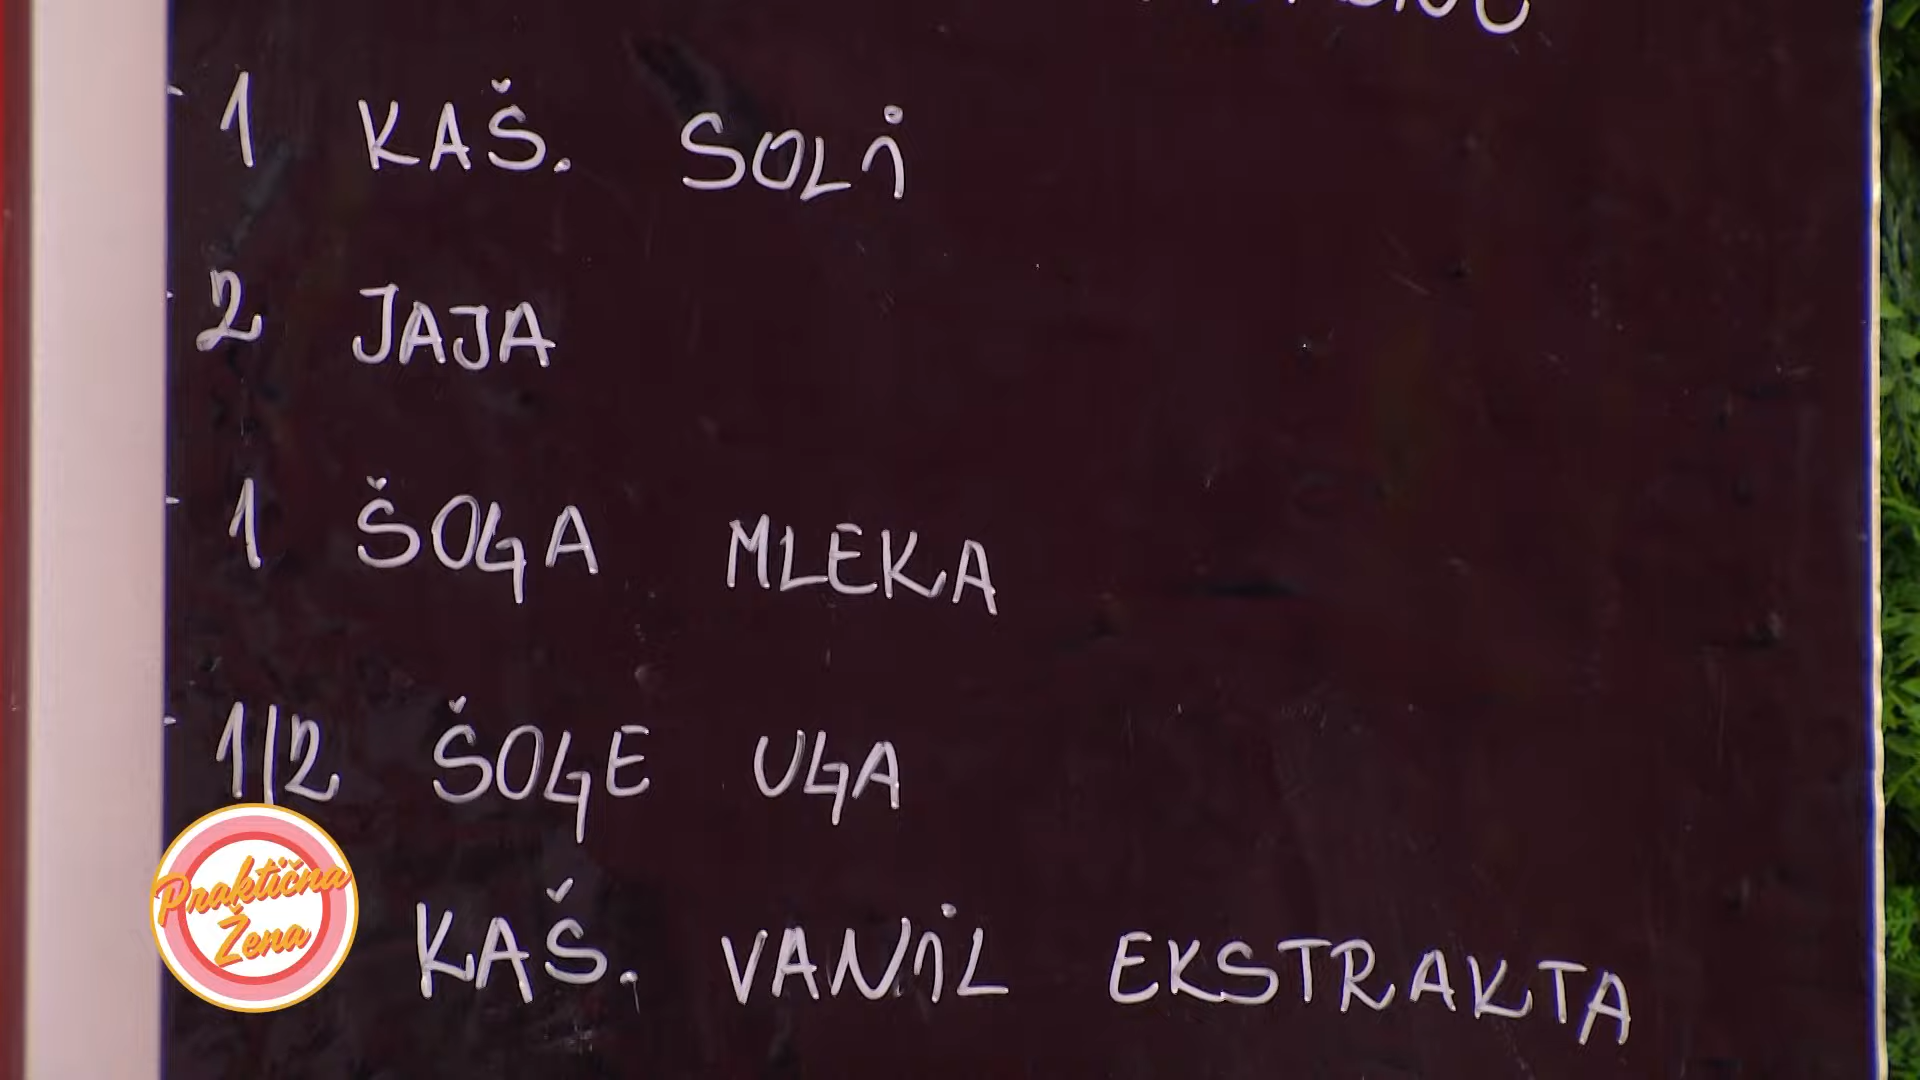 1 KAŠ. SOLi
2 JAJA
1 ŠOLJA MLEKA
1/2 ŠOLJE ULJA
KAŠ. VANiL EKSTRAKTA
Praktična
Žena